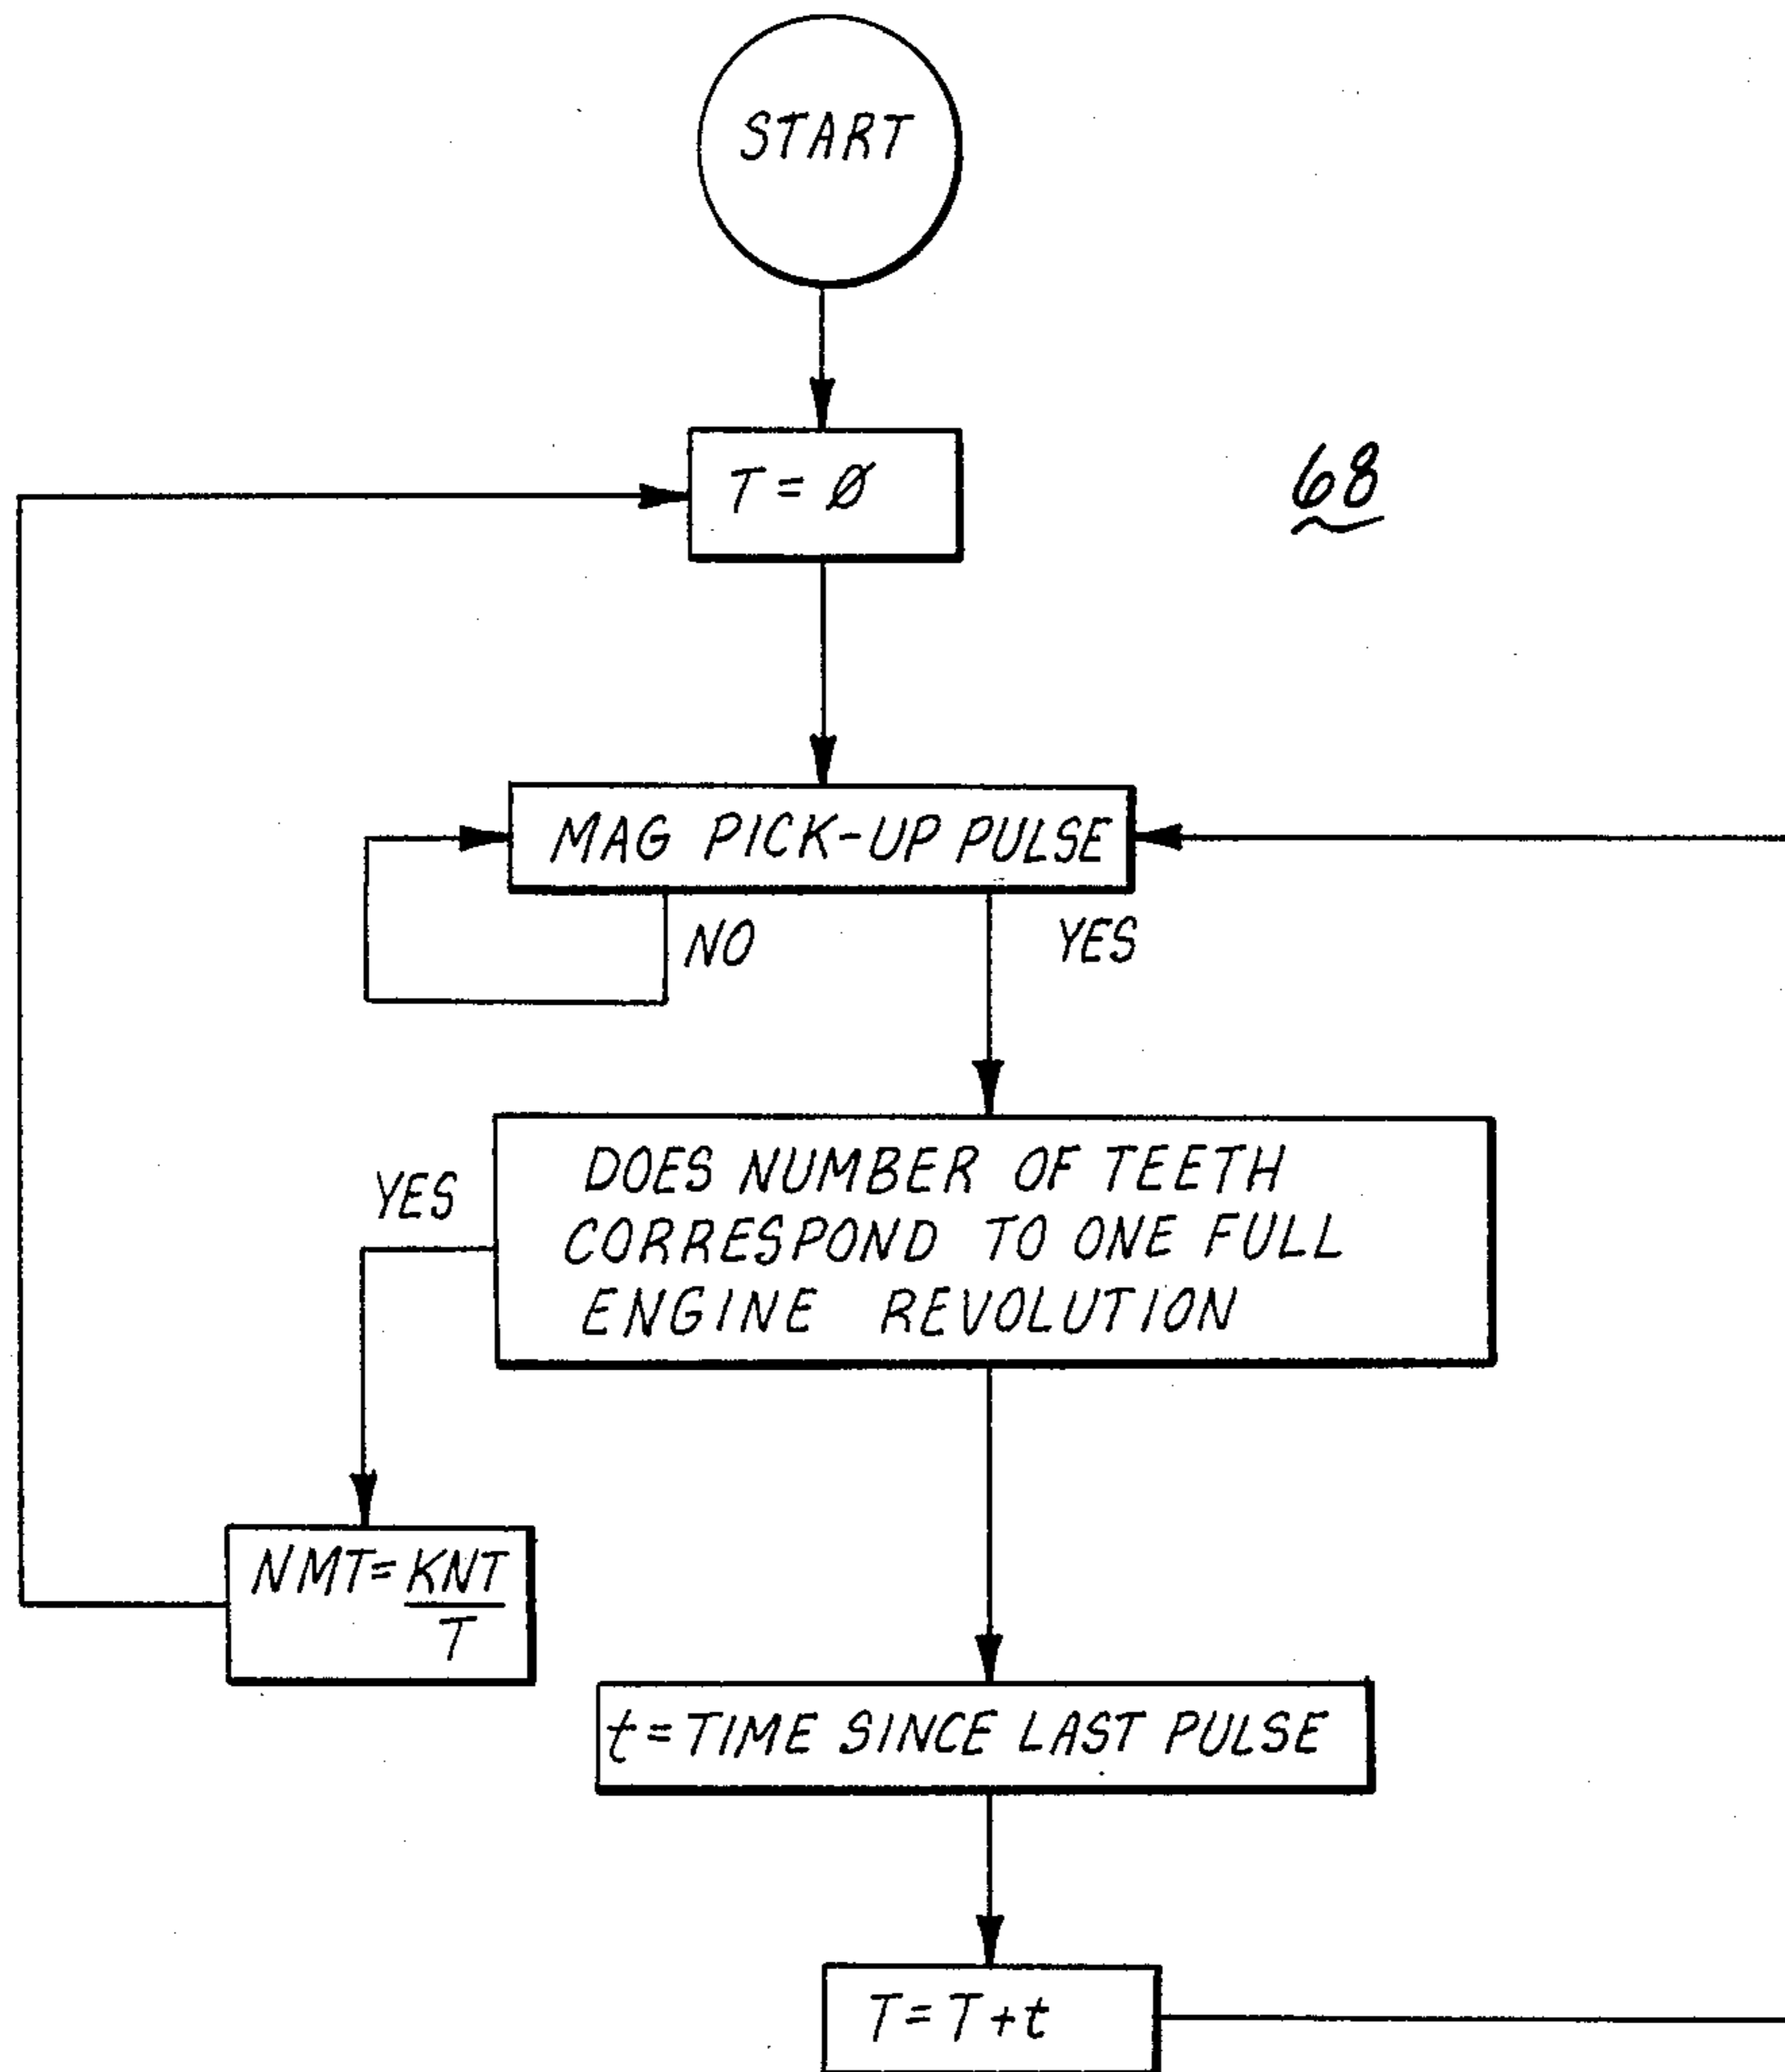 START
T = Ø
68
MAG PICK-UP PULSE
NO
YES
DOES NUMBER OF TEETH
CORRESPOND TO ONE FULL
ENGINE REVOLUTION
YES
NMT = KNT
T
t = TIME SINCE LAST PULSE
T = T + t